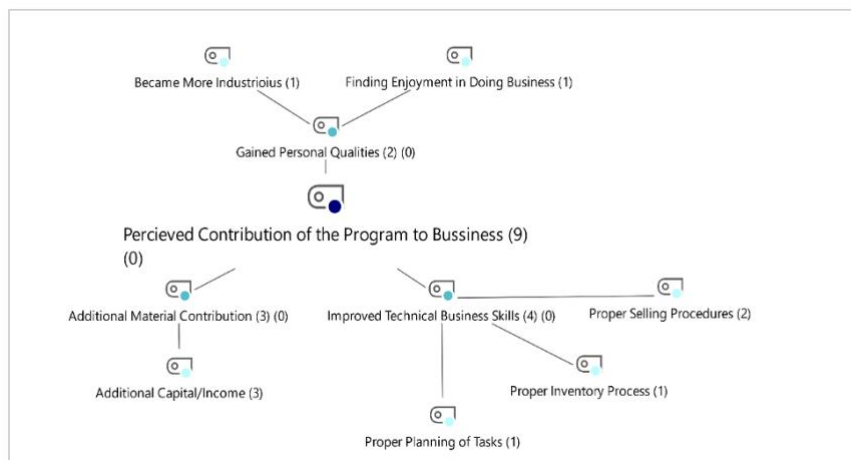 Became More Industrioius (1)
Finding Enjoyment in Doing Business (1)
Gained Personal Qualities (2) (0)
Percieved Contribution of the Program to Bussiness (9)
(0)
Additional Material Contribution (3) (0)
Improved Technical Business Skills (4) (0)
Proper Selling Procedures (2)
Additional Capital/Income (3)
Proper Inventory Process (1)
Proper Planning of Tasks (1)